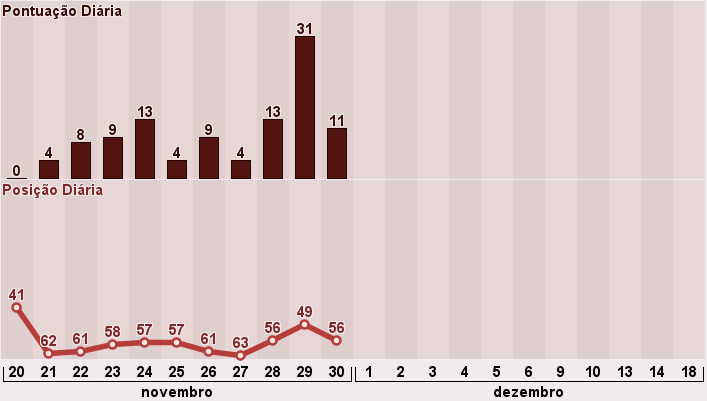 Pontuação Diária
0 4 8 9 13 4 9 4 13 31 11
Posição Diária
41 62 61 58 57 57 61 63 56 49 56
20 21 22 23 24 25 26 27 28 29 30 1 2 3 4 5 6 9 10 13 14 18
novembro dezembro